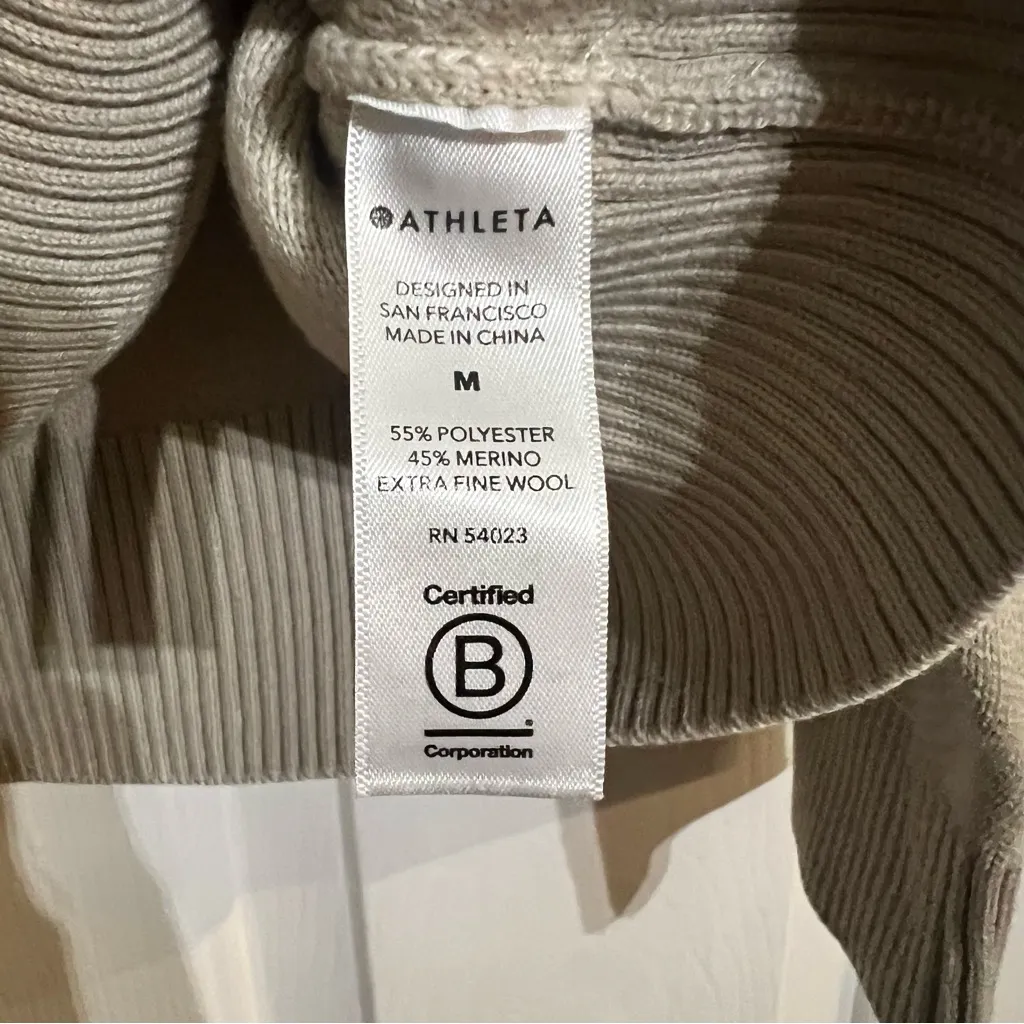 ATHLETA
DESIGNED IN
SAN FRANCISCO
MADE IN CHINA
M
55% POLYESTER
45% MERINO
EXTRA FINE WOOL
RN 54023
Certified
B
®
Corporation